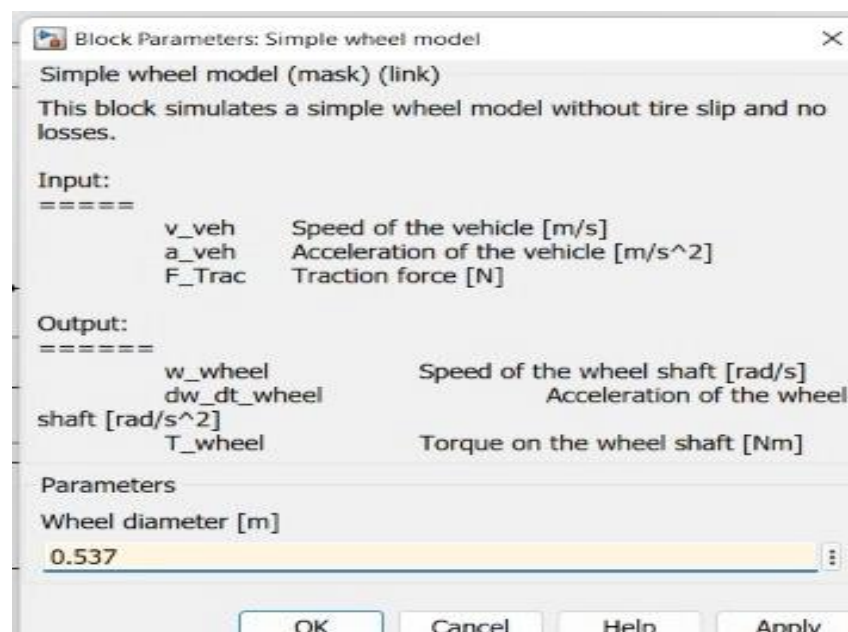 Block Parameters: Simple wheel model
Simple wheel model (mask) (link)
This block simulates a simple wheel model without tire slip and no
losses.
Input:
=====
v_veh Speed of the vehicle [m/s]
a_veh Acceleration of the vehicle [m/s^2]
F_Trac Traction force [N]
Output:
======
w_wheel Speed of the wheel shaft [rad/s]
dw_dt_wheel Acceleration of the wheel
shaft [rad/s^2]
T_wheel Torque on the wheel shaft [Nm]
Parameters
Wheel diameter [m]
0.537
OK Cancel Help Apply